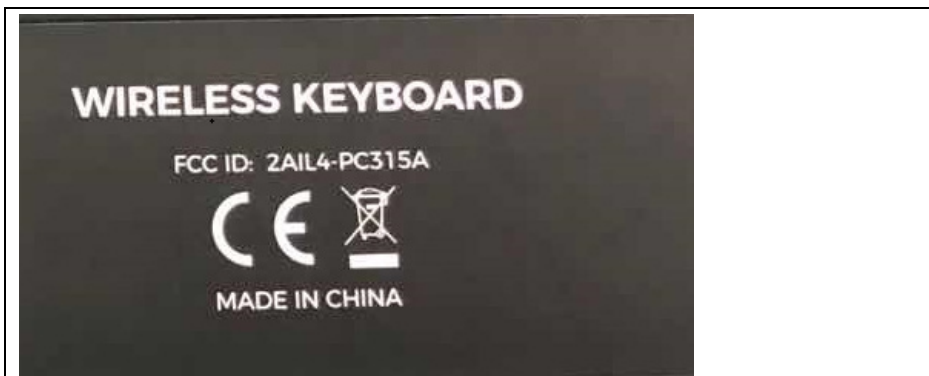 WIRELESS KEYBOARD
FCC ID: 2AIL4-PC315A
CE
MADE IN CHINA